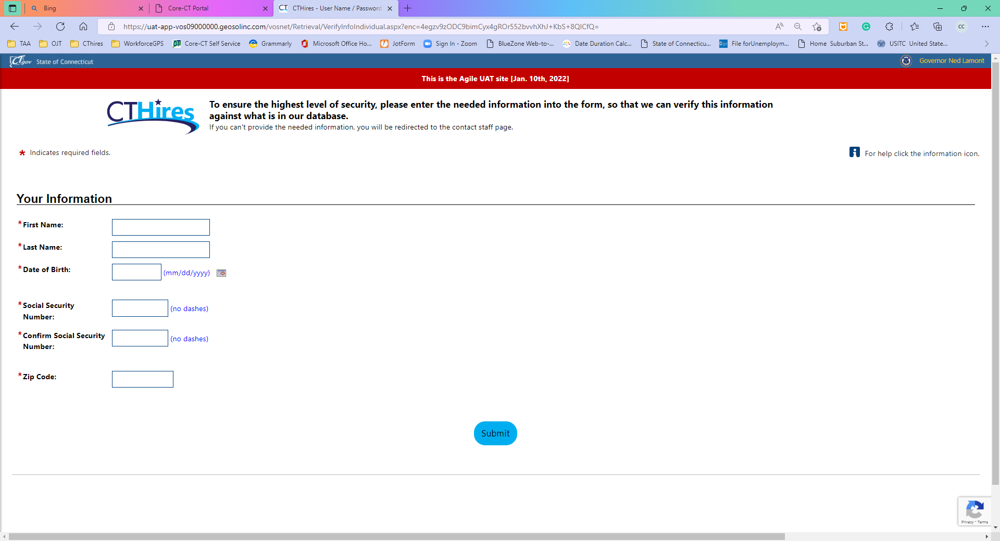 Bing
Core-CT Portal
CT CTHires - User Name / Password
https://uat-app-vos09000000.geosolinc.com/vosnet/Retrieval/VerifyInfoIndividual.aspx?enc=4egzv9zODC9bimCyx4gROr552bvvhXhJ+KbS+8QICfQ=
CC
TAA
OJT
CThires
WorkforceGPS
Core-CT Self Service
Grammarly
Microsoft Office Ho...
JotForm
Sign In - Zoom
BlueZone Web-to-...
Date Duration Calc...
State of Connecticu...
File forUnemploym...
Home Suburban St...
USITC United State...
CT.gov State of Connecticut
Governor Ned Lamont
This is the Agile UAT site [Jan. 10th, 2022]
CTHires
To ensure the highest level of security, please enter the needed information into the form, so that we can verify this information
against what is in our database.
If you can't provide the needed information, you will be redirected to the contact staff page.
* Indicates required fields.
For help click the information icon.
Your Information
*First Name:
*Last Name:
*Date of Birth: (mm/dd/yyyy)
*Social Security
Number: (no dashes)
*Confirm Social Security
Number: (no dashes)
*Zip Code:
Submit
Privacy - Terms